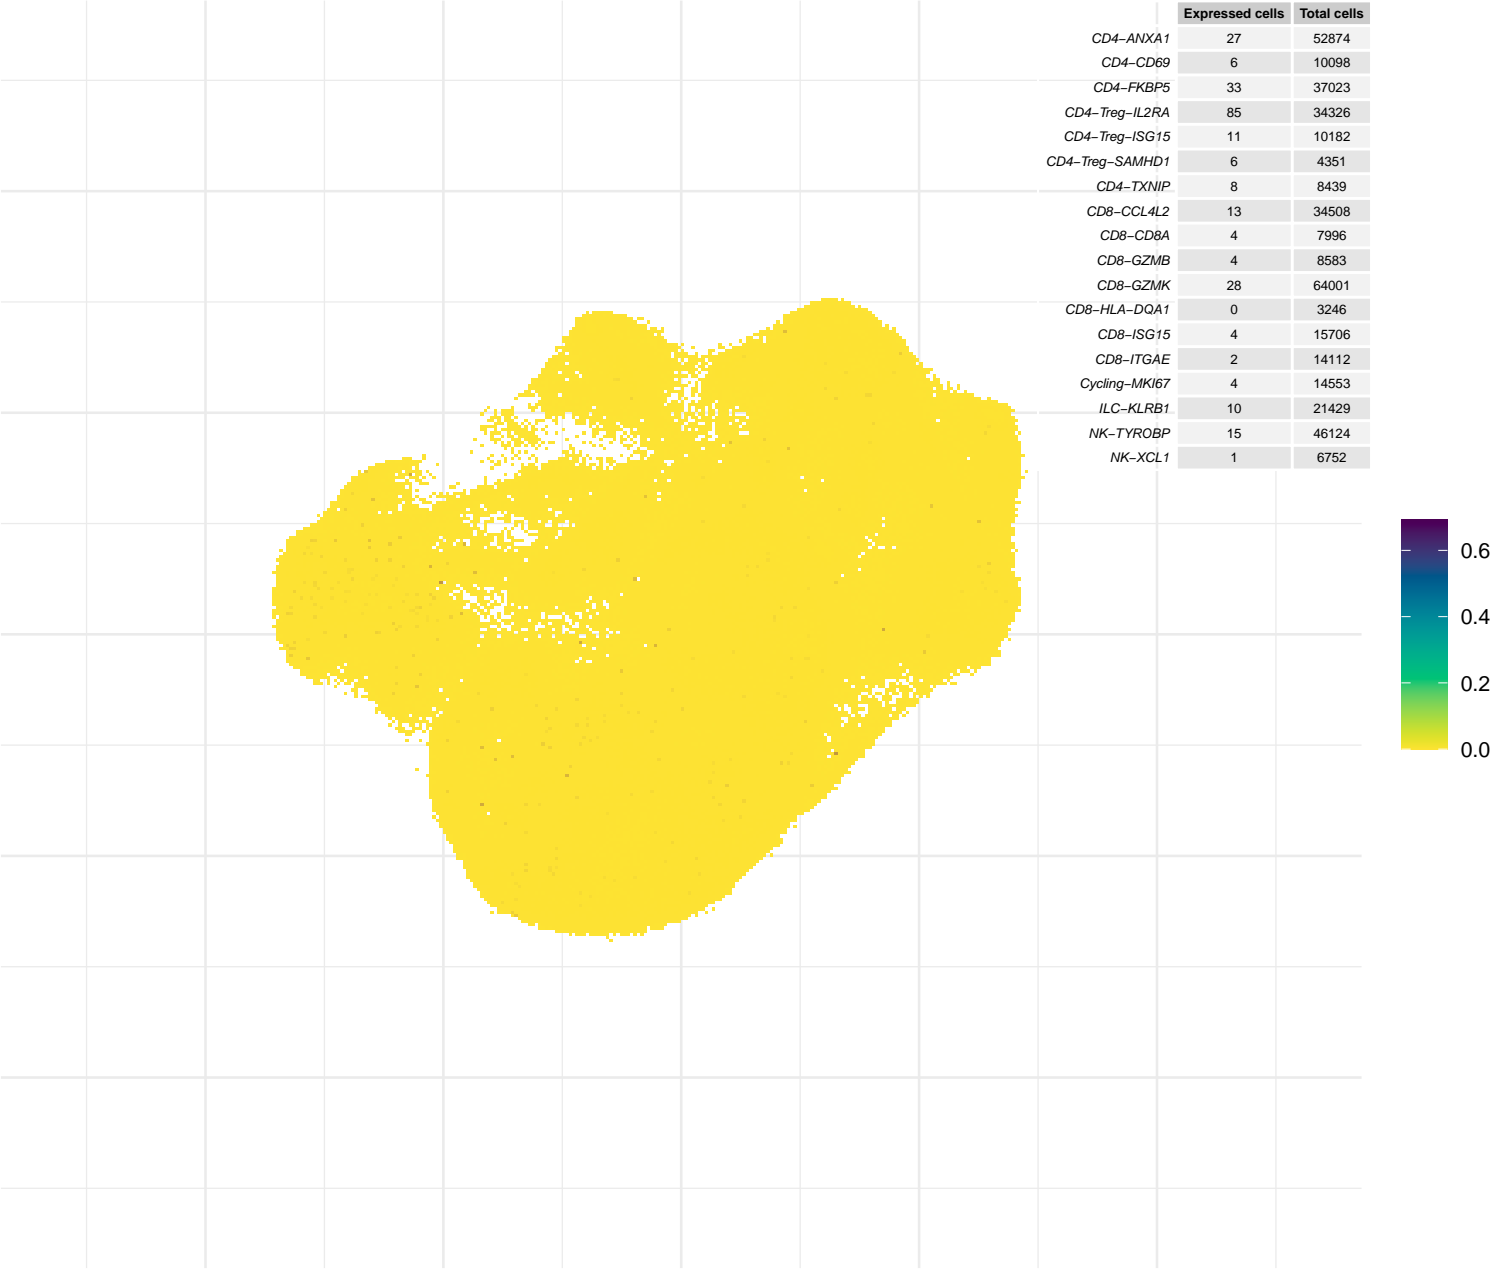 Expressed cells Total cells
CD4−ANXA1 27 52874
CD4−CD69 6 10098
CD4−FKBP5 33 37023
CD4−Treg−IL2RA 85 34326
CD4−Treg−ISG15 11 10182
CD4−Treg−SAMHD1 6 4351
CD4−TXNIP 8 8439
CD8−CCL4L2 13 34508
CD8−CD8A 4 7996
CD8−GZMB 4 8583
CD8−GZMK 28 64001
CD8−HLA−DQA1 0 3246
CD8−ISG15 4 15706
CD8−ITGAE 2 14112
Cycling−MKI67 4 14553
ILC−KLRB1 10 21429
NK−TYROBP 15 46124
NK−XCL1 1 6752
0.6
0.4
0.2
0.0